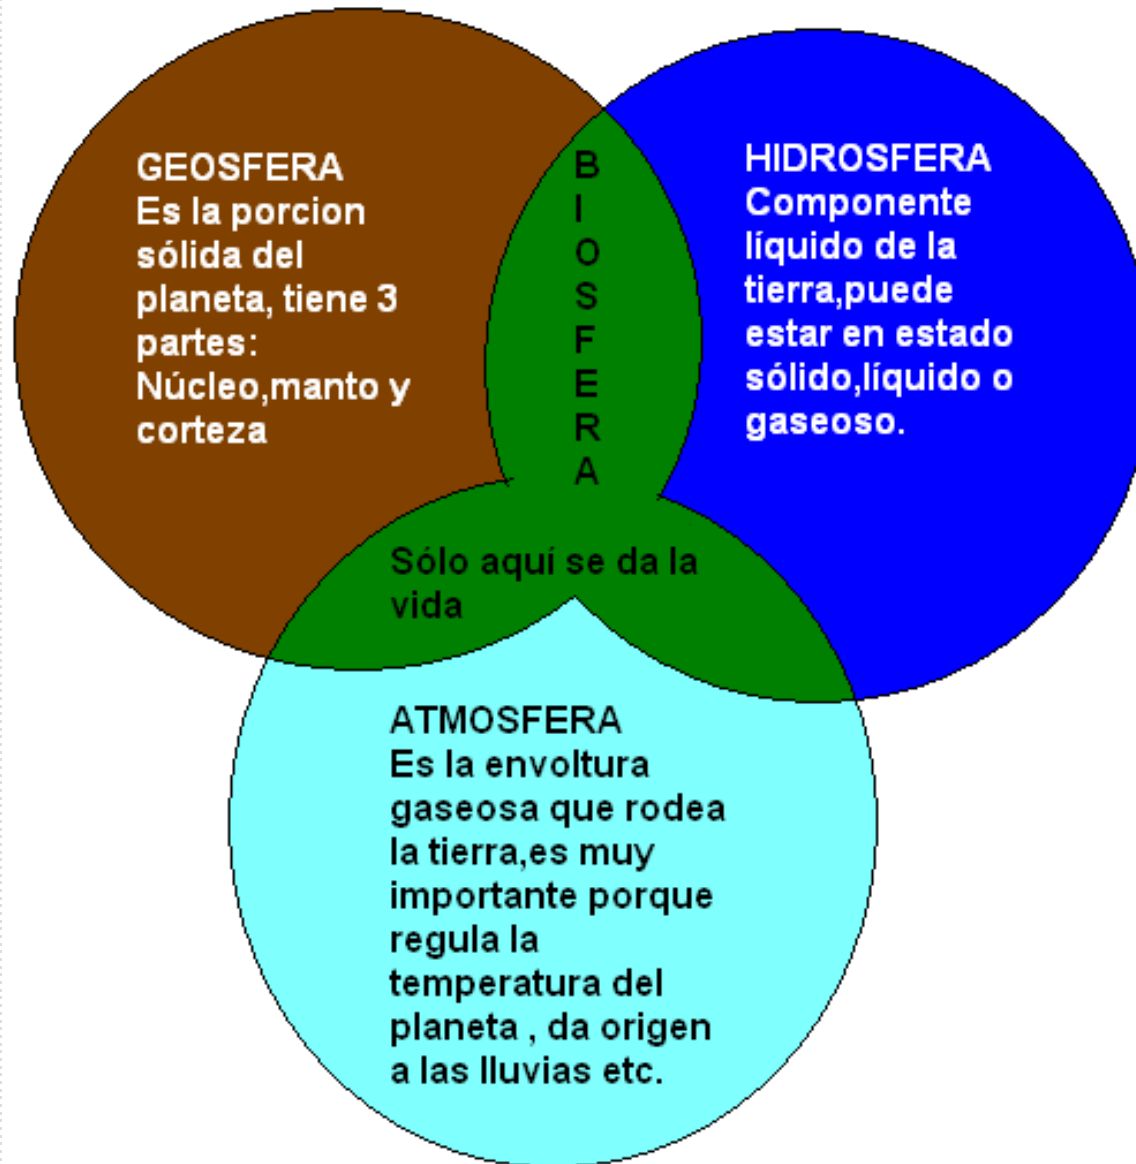 GEOSFERA
Es la porcion
sólida del
planeta, tiene 3
partes:
Núcleo,manto y
corteza
BIOSFERA
HIDROSFERA
Componente
líquido de la
tierra,puede
estar en estado
sólido,líquido o
gaseoso.
Sólo aquí se da la
vida
ATMOSFERA
Es la envoltura
gaseosa que rodea
la tierra,es muy
importante porque
regula la
temperatura del
planeta , da origen
a las lluvias etc.